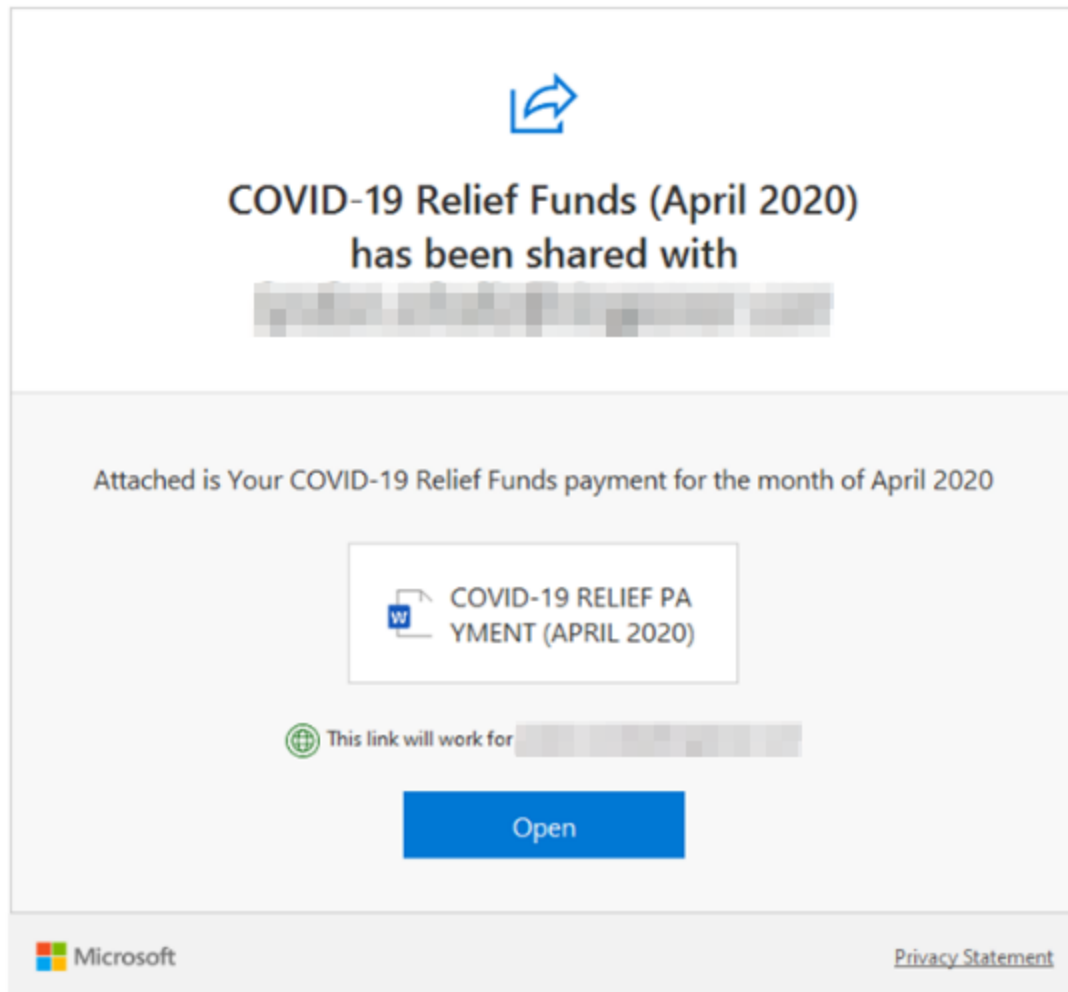 COVID-19 Relief Funds (April 2020)
has been shared with
Attached is Your COVID-19 Relief Funds payment for the month of April 2020
W
COVID-19 RELIEF PA
YMENT (APRIL 2020)
This link will work for
Open
Microsoft
Privacy Statement